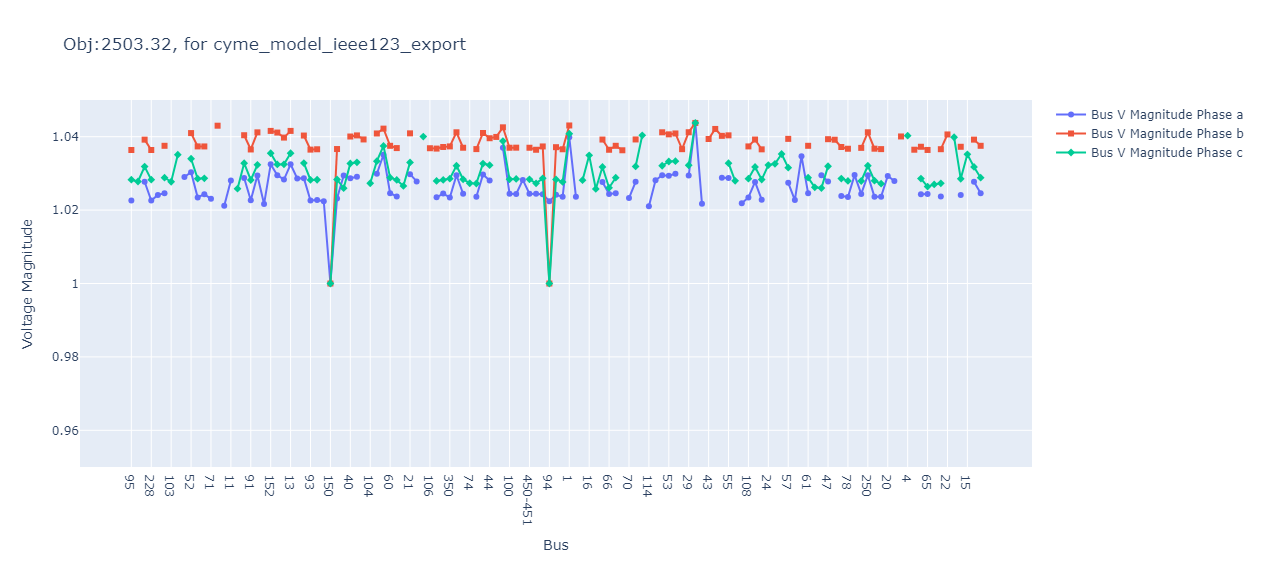 Obj:2503.32, for cyme_model_ieee123_export
Bus V Magnitude Phase a
Bus V Magnitude Phase b
Bus V Magnitude Phase c
Voltage Magnitude
1.04
1.02
1
0.98
0.96
95 228 103 52 71 11 91 152 13 93 150 40 104 60 21 106 350 74 44 100 450-451 94 1 16 66 70 114 53 29 43 55 108 24 57 61 47 78 250 20 4 65 22 15
Bus